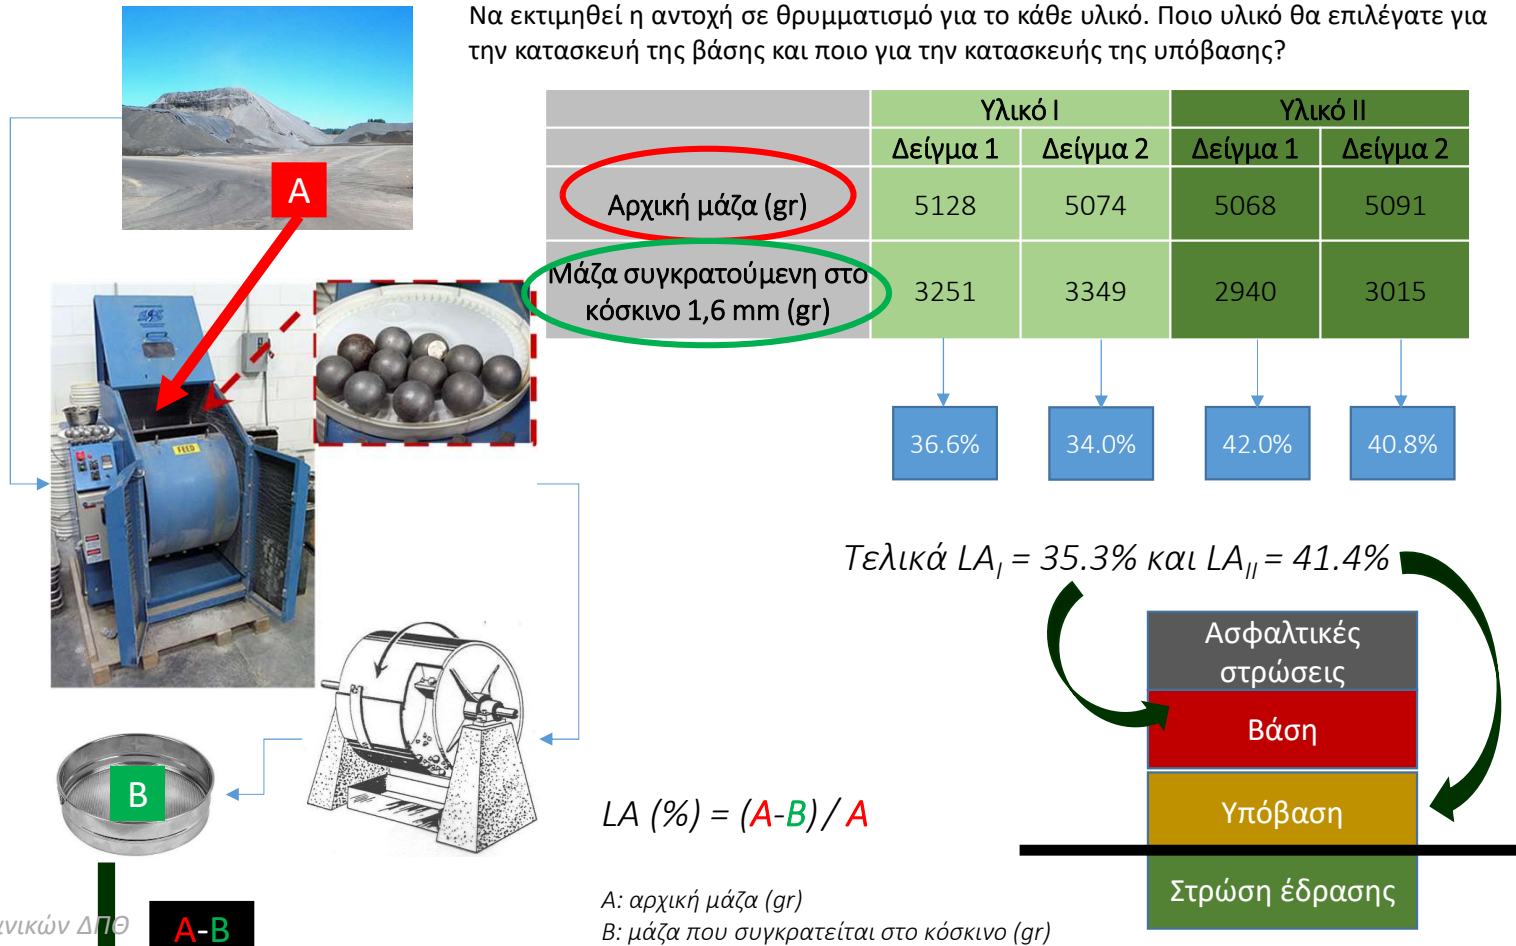 Να εκτιμηθεί η αντοχή σε θρυμματισμό για το κάθε υλικό. Ποιο υλικό θα επιλέγατε για
την κατασκευή της βάσης και ποιο για την κατασκευής της υπόβασης?
A
Υλικό I
Υλικό II
Δείγμα 1
Δείγμα 2
Δείγμα 1
Δείγμα 2
Αρχική μάζα (gr)
5128
5074
5068
5091
Μάζα συγκρατούμενη στο
κόσκινο 1,6 mm (gr)
3251
3349
2940
3015
FEED
36.6%
34.0%
42.0%
40.8%
Τελικά LAI = 35.3% και LAII = 41.4%
Ασφαλτικές
στρώσεις
Βάση
Υπόβαση
Στρώση έδρασης
B
LA (%) = (A-B) / A
A: αρχική μάζα (gr)
B: μάζα που συγκρατείται στο κόσκινο (gr)
νικών ΔΠΘ
A-B